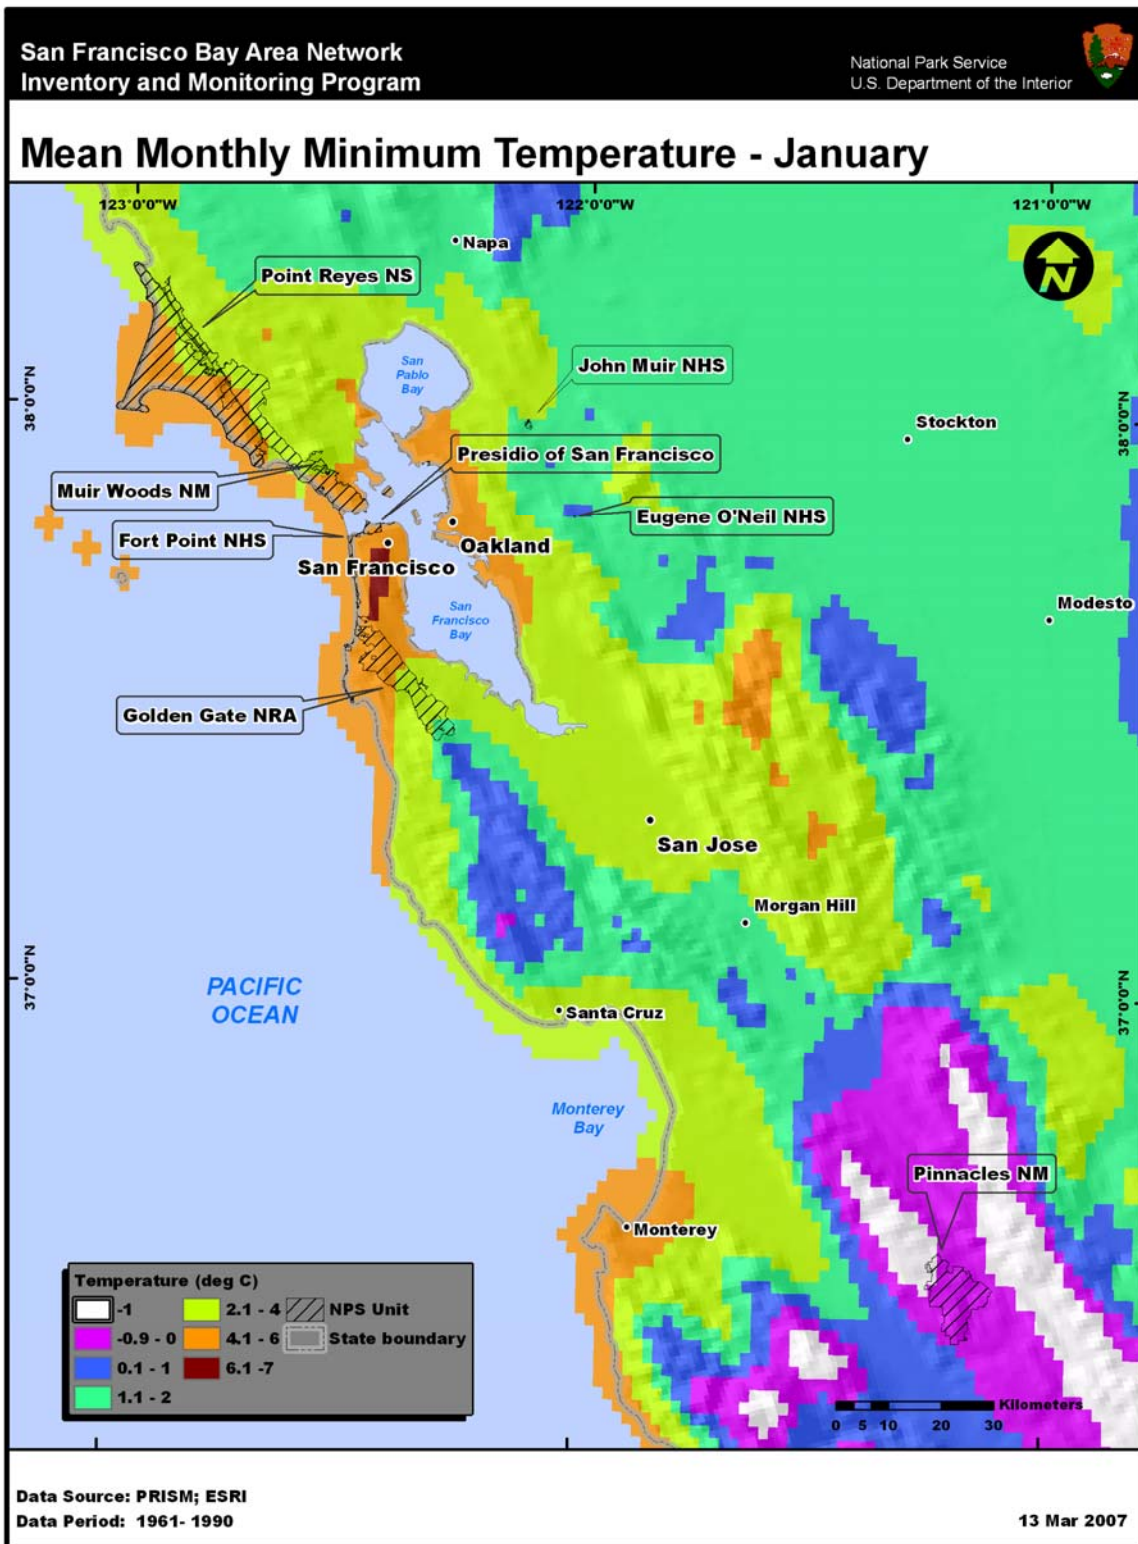 San Francisco Bay Area Network
Inventory and Monitoring Program
National Park Service
U.S. Department of the Interior
Mean Monthly Minimum Temperature - January
123°0'0"W
122°0'0"W
121°0'0"W
Napa
Point Reyes NS
N
San
Pablo
Bay
John Muir NHS
38°0'0"N
38°0'0"N
Stockton
Presidio of San Francisco
Muir Woods NM
Eugene O'Neil NHS
Fort Point NHS
Oakland
San Francisco
San
Francisco
Bay
Modesto
Golden Gate NRA
San Jose
Morgan Hill
37°0'0"N
37°0'0"N
PACIFIC
OCEAN
Santa Cruz
Monterey
Bay
Pinnacles NM
Monterey
Temperature (deg C)
-1
2.1 - 4
NPS Unit
-0.9 - 0
4.1 - 6
State boundary
0.1 - 1
6.1 -7
1.1 - 2
Kilometers
0 5 10 20 30
Data Source: PRISM; ESRI
Data Period: 1961- 1990
13 Mar 2007